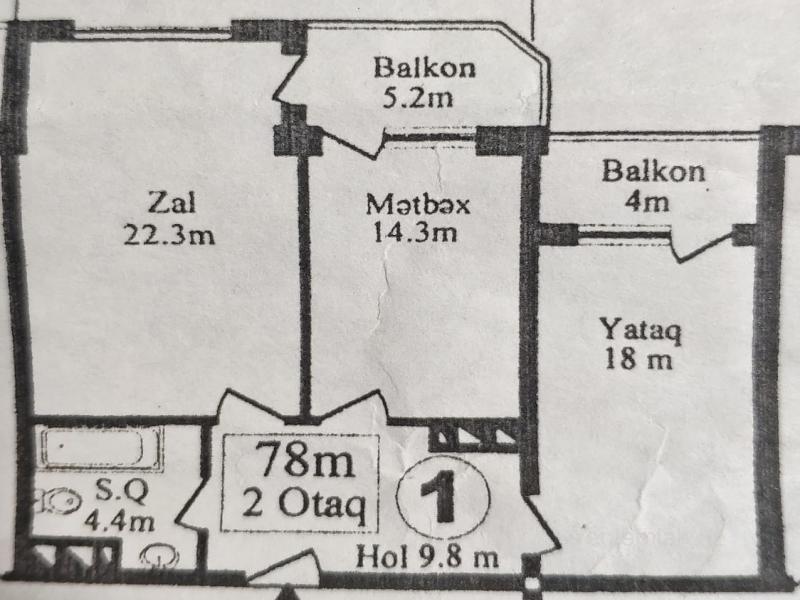 Balkon
5.2m
Zal
22.3m
Mətbəx
14.3m
Balkon
4m
Yataq
18 m
78m
2 Otaq
1
S.Q
4.4m
Hol 9.8 m